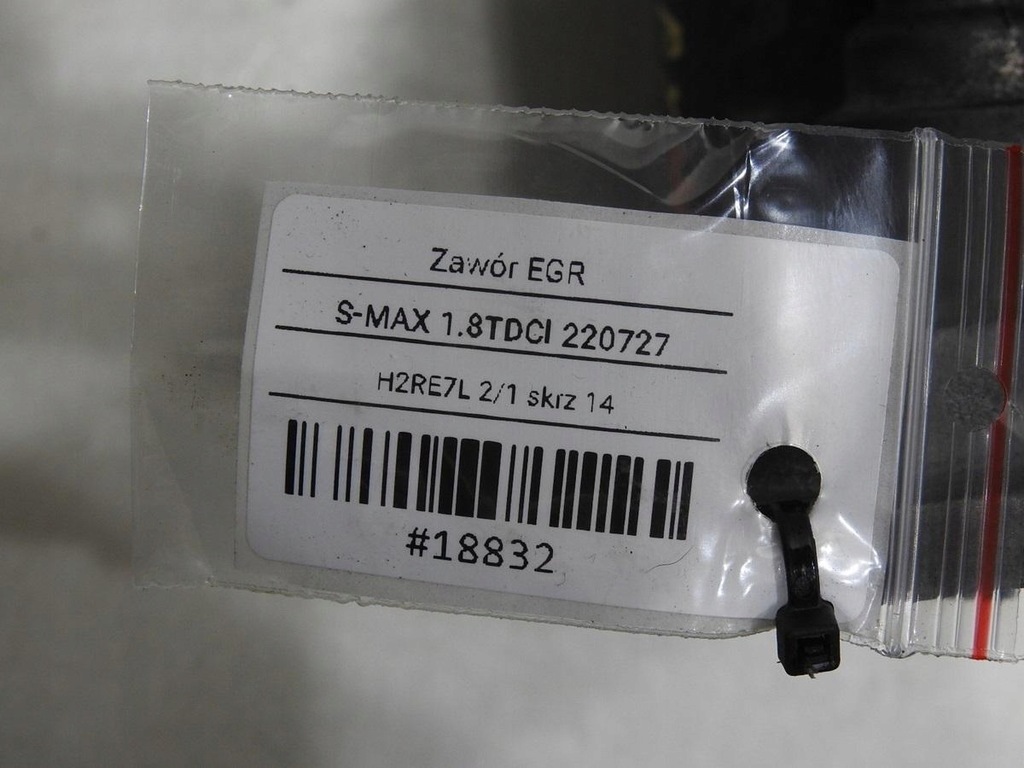 Zawór EGR
S-MAX 1.8TDCI 220727
H2RE7L 2/1 skrz 14
#18832